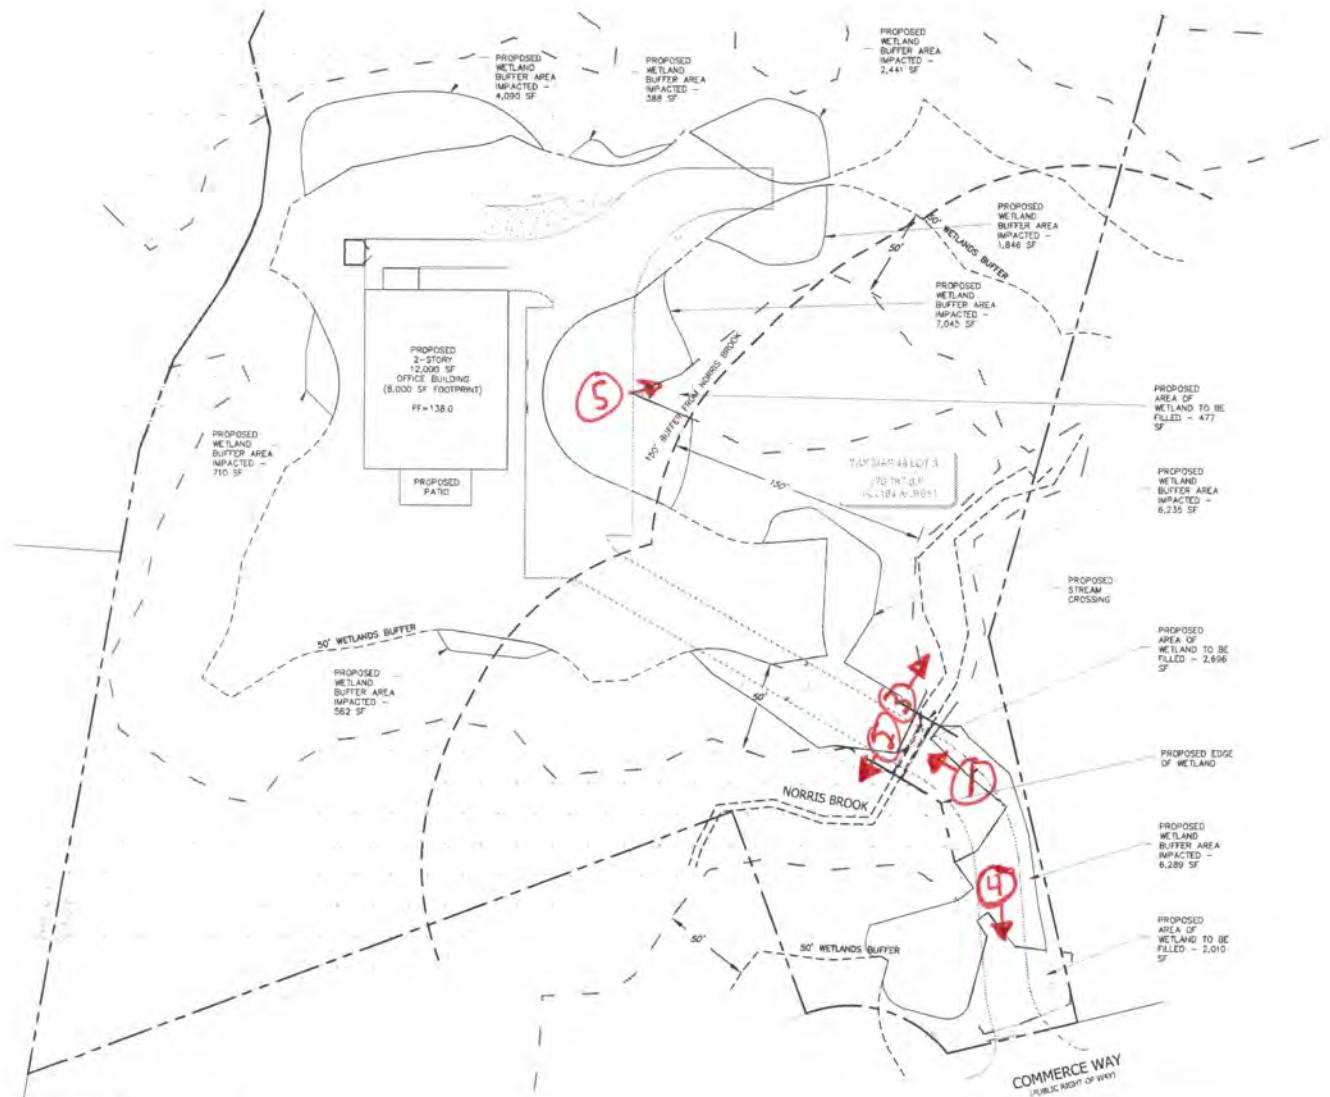 PROPOSED
WETLAND
BUFFER AREA
IMPACTED -
4,090 SF
PROPOSED
WETLAND
BUFFER AREA
IMPACTED -
388 SF
PROPOSED
WETLAND
BUFFER AREA
IMPACTED -
2,441 SF
PROPOSED
WETLAND
BUFFER AREA
IMPACTED -
1,846 SF
50' WETLANDS BUFFER
50'
PROPOSED
WETLAND
BUFFER AREA
IMPACTED -
7,045 SF
PROPOSED
2-STORY
12,000 SF
OFFICE BUILDING
(8,000 SF FOOTPRINT)
FF=138.0
PROPOSED
PATIO
5
150' BUFFER FROM NORRIS BROOK
PROPOSED
AREA OF
WETLAND TO BE
FILLED - 477
SF
PROPOSED
WETLAND
BUFFER AREA
IMPACTED -
710 SF
TAX MAP 48 LOT 3
150'
PROPOSED
WETLAND
BUFFER AREA
IMPACTED -
6,235 SF
PROPOSED
STREAM
CROSSING
50' WETLANDS BUFFER
PROPOSED
WETLAND
BUFFER AREA
IMPACTED -
562 SF
50'
3
2
1
PROPOSED
AREA OF
WETLAND TO BE
FILLED - 2,696
SF
PROPOSED EDGE
OF WETLAND
NORRIS BROOK
PROPOSED
WETLAND
BUFFER AREA
IMPACTED -
6,289 SF
4
50'
50' WETLANDS BUFFER
PROPOSED
AREA OF
WETLAND TO BE
FILLED - 2,010
SF
COMMERCE WAY
(PUBLIC RIGHT OF WAY)